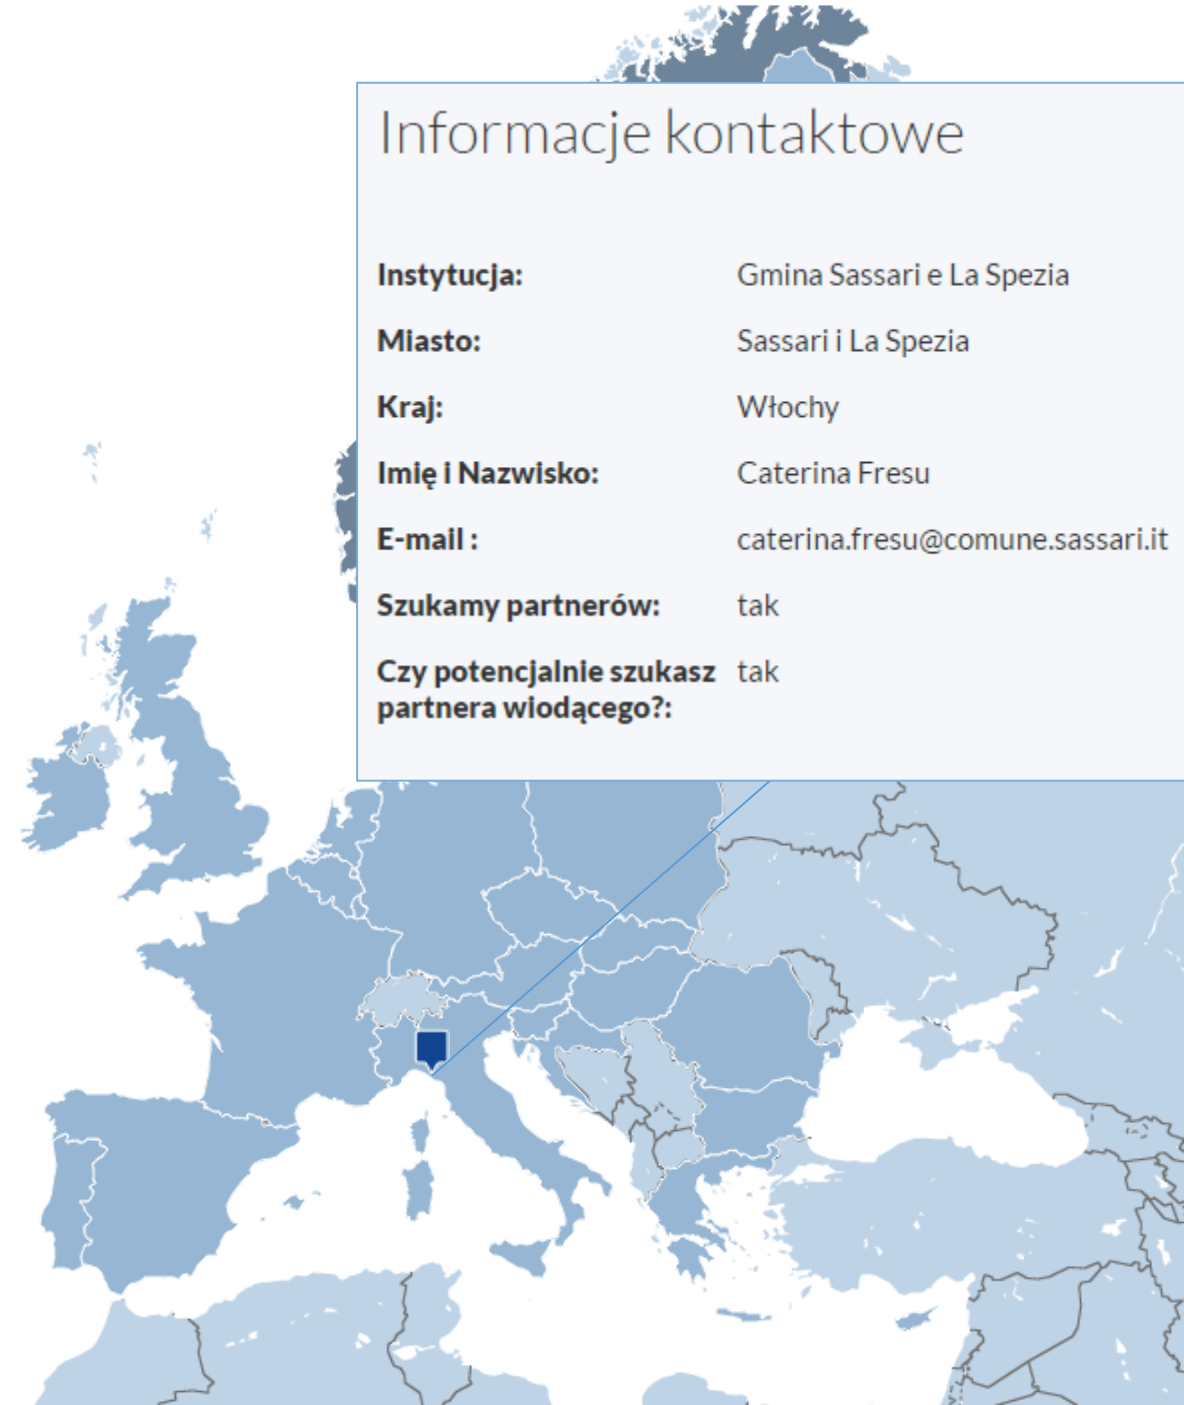 Informacje kontaktowe
Instytucja: Gmina Sassari e La Spezia
Miasto: Sassari i La Spezia
Kraj: Włochy
Imię i Nazwisko: Caterina Fresu
E-mail : caterina.fresu@comune.sassari.it
Szukamy partnerów: tak
Czy potencjalnie szukasz tak
partnera wiodącego?: